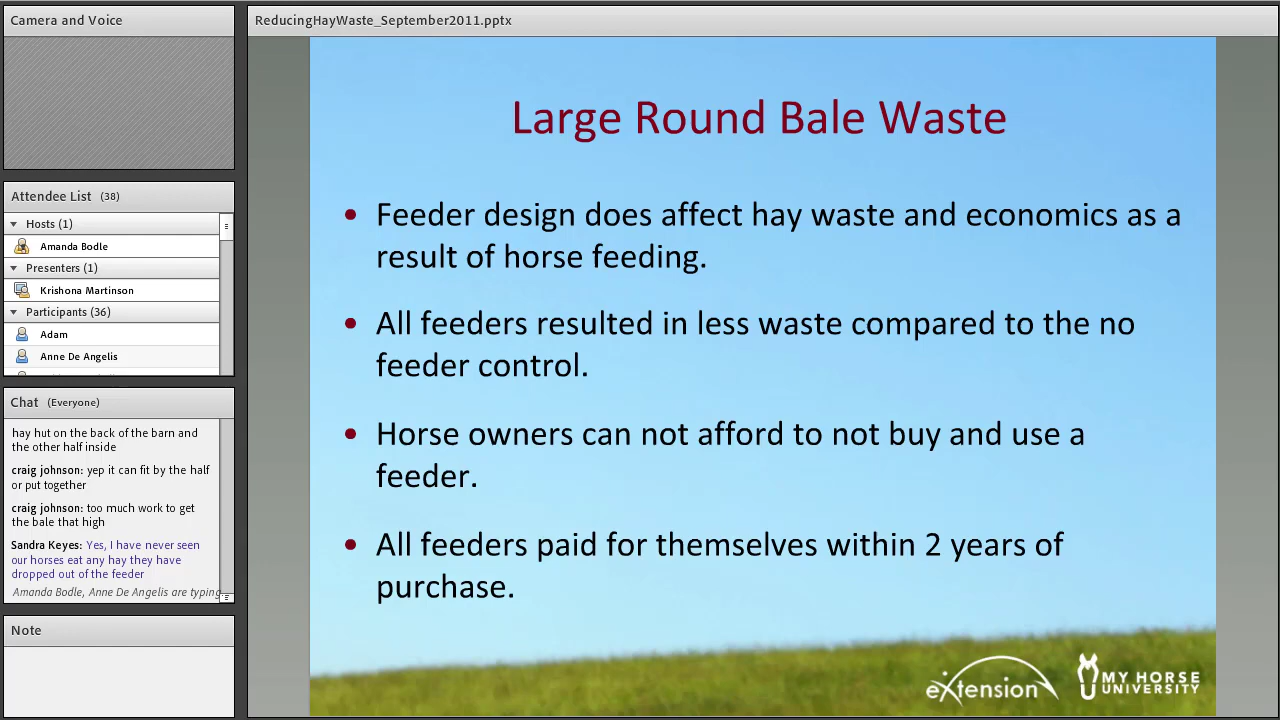 Camera and Voice
Attendee List (38)
Hosts (1)
Amanda Bodle
Presenters (1)
Krishona Martinson
Participants (36)
Adam
Anne De Angelis
Chat (Everyone)
hay hut on the back of the barn and
the other half inside
craig johnson: yep it can fit by the half
or put together
craig johnson: too much work to get
the bale that high
Sandra Keyes: Yes, I have never seen
our horses eat any hay they have
dropped out of the feeder
Amanda Bodle, Anne De Angelis are typing
Note
ReducingHayWaste_September2011.pptx
Large Round Bale Waste
• Feeder design does affect hay waste and economics as a
result of horse feeding.
• All feeders resulted in less waste compared to the no
feeder control.
• Horse owners can not afford to not buy and use a
feeder.
• All feeders paid for themselves within 2 years of
purchase.
eXtension
MY HORSE
UNIVERSITY